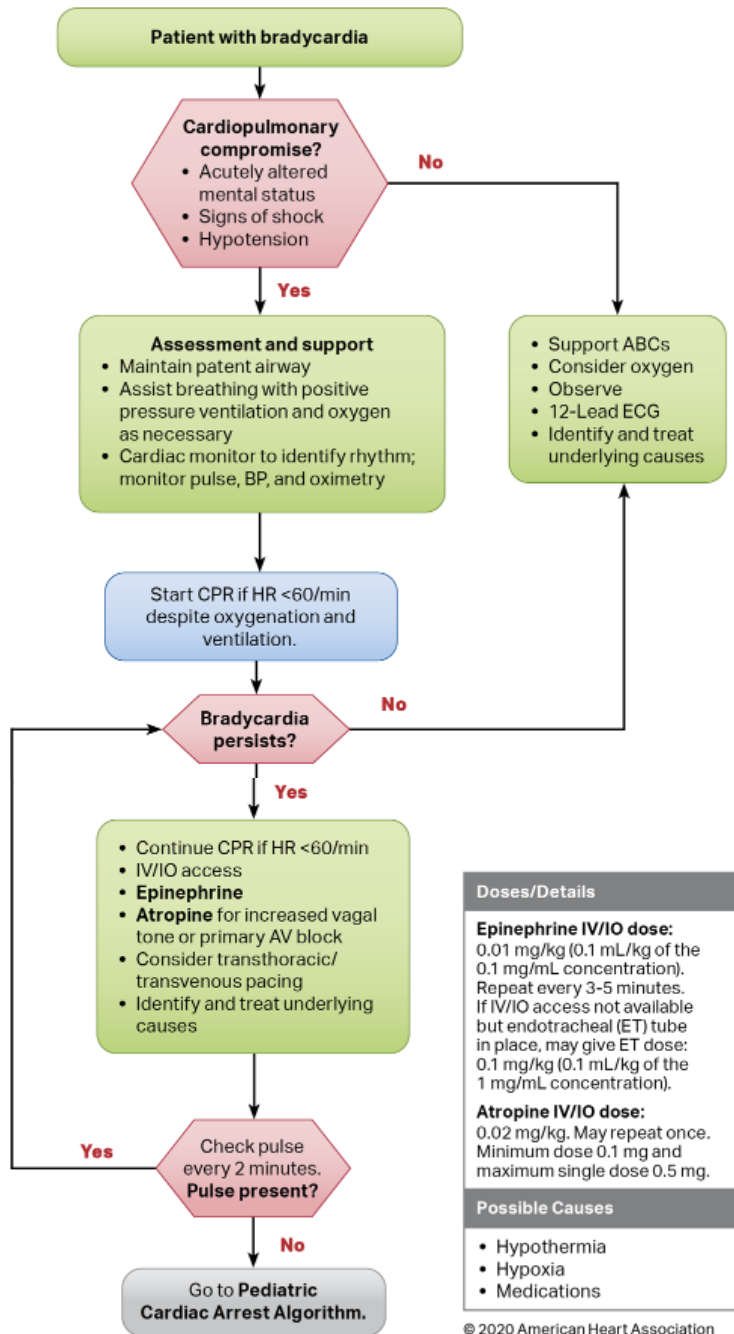 Patient with bradycardia
Cardiopulmonary
compromise?
• Acutely altered
mental status
• Signs of shock
• Hypotension
No
Yes
Assessment and support
• Maintain patent airway
• Assist breathing with positive
pressure ventilation and oxygen
as necessary
• Cardiac monitor to identify rhythm;
monitor pulse, BP, and oximetry
• Support ABCs
• Consider oxygen
• Observe
• 12-Lead ECG
• Identify and treat
underlying causes
Start CPR if HR <60/min
despite oxygenation and
ventilation.
Bradycardia
persists?
No
Yes
• Continue CPR if HR <60/min
• IV/IO access
• Epinephrine
• Atropine for increased vagal
tone or primary AV block
• Consider transthoracic/
transvenous pacing
• Identify and treat underlying
causes
Check pulse
every 2 minutes.
Pulse present?
Yes
No
Go to Pediatric
Cardiac Arrest Algorithm.
Doses/Details
Epinephrine IV/IO dose:
0.01 mg/kg (0.1 mL/kg of the
0.1 mg/mL concentration).
Repeat every 3-5 minutes.
If IV/IO access not available
but endotracheal (ET) tube
in place, may give ET dose:
0.1 mg/kg (0.1 mL/kg of the
1 mg/mL concentration).
Atropine IV/IO dose:
0.02 mg/kg. May repeat once.
Minimum dose 0.1 mg and
maximum single dose 0.5 mg.
Possible Causes
• Hypothermia
• Hypoxia
• Medications
© 2020 American Heart Association